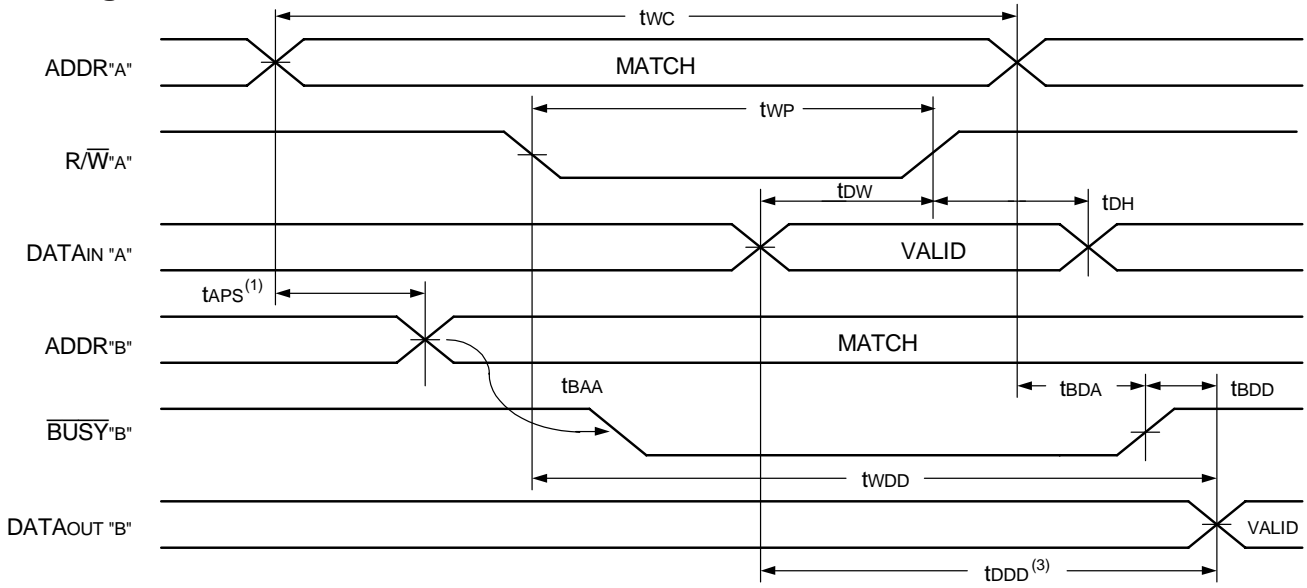 tWC
ADDR"A"
MATCH
tWP
R/W̅"A"
tDW
tDH
DATAIN "A"
VALID
tAPS(1)
ADDR"B"
MATCH
tBAA
tBDA
tBDD
B̅U̅S̅Y̅"B"
tWDD
DATAOUT "B"
VALID
tDDD(3)